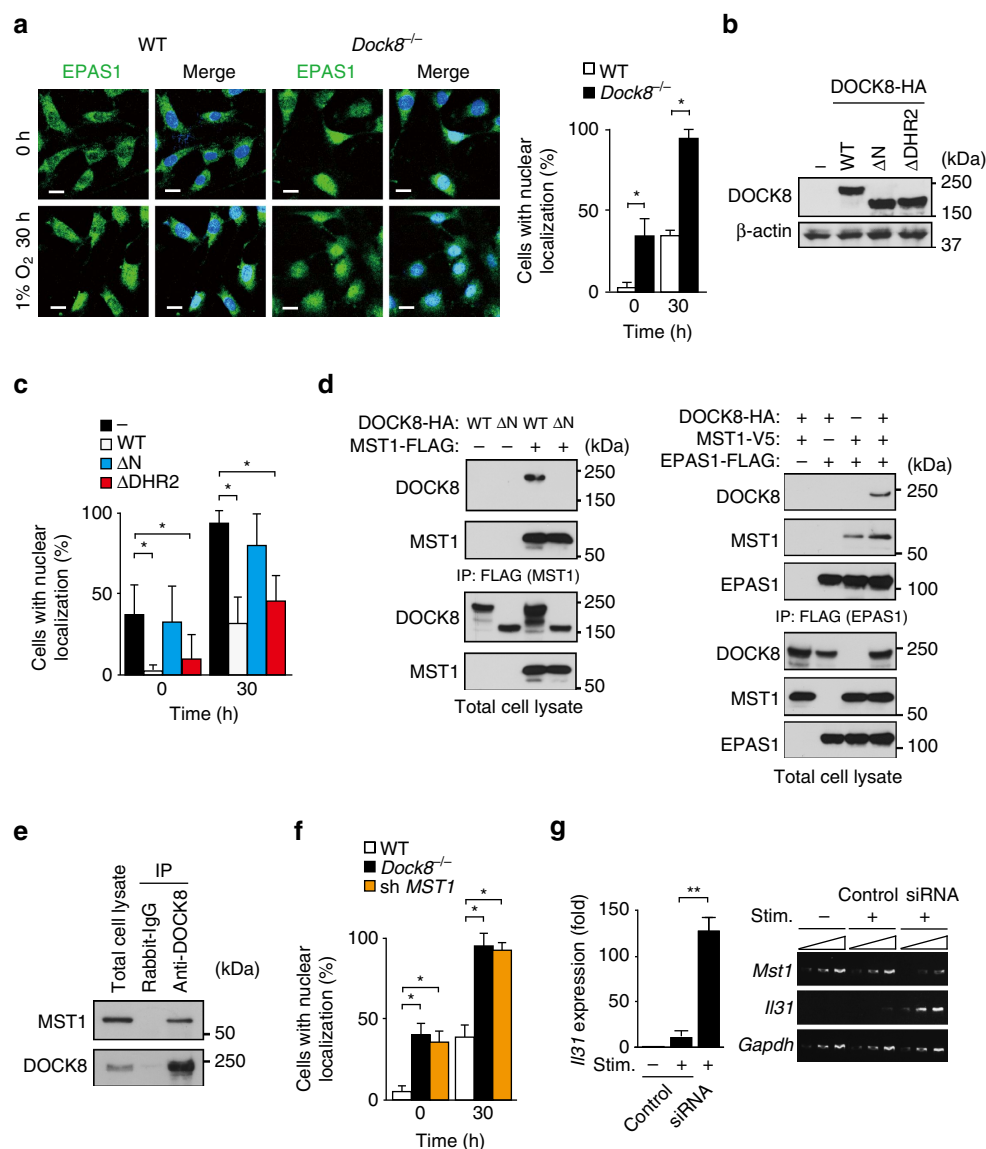 a
WT
Dock8–/–
EPAS1
Merge
EPAS1
Merge
0 h
1% O2 30 h
WT
Dock8–/–
Cells with nuclear
localization (%)
100
50
0
*
*
0
30
Time (h)
b
DOCK8-HA
– WT ΔN ΔDHR2
(kDa)
DOCK8
250
150
β-actin
37
c
–
WT
ΔN
ΔDHR2
Cells with nuclear
localization (%)
100
50
0
*
*
*
*
0
30
Time (h)
d
DOCK8-HA: WT ΔN WT ΔN
MST1-FLAG: – – + +
(kDa)
DOCK8
250
150
MST1
50
IP: FLAG (MST1)
DOCK8
250
150
MST1
50
Total cell lysate
DOCK8-HA: + + – +
MST1-V5: + – + +
EPAS1-FLAG: – + + +
(kDa)
DOCK8
250
MST1
50
EPAS1
100
IP: FLAG (EPAS1)
DOCK8
250
MST1
50
EPAS1
100
Total cell lysate
e
IP
Total cell lysate
Rabbit-IgG
Anti-DOCK8
(kDa)
MST1
50
DOCK8
250
f
WT
Dock8–/–
sh MST1
Cells with nuclear
localization (%)
100
50
0
*
*
*
*
0
30
Time (h)
g
Il31 expression (fold)
150
100
50
0
**
Stim. – + +
Control
siRNA
Control siRNA
Stim. – + +
Mst1
Il31
Gapdh